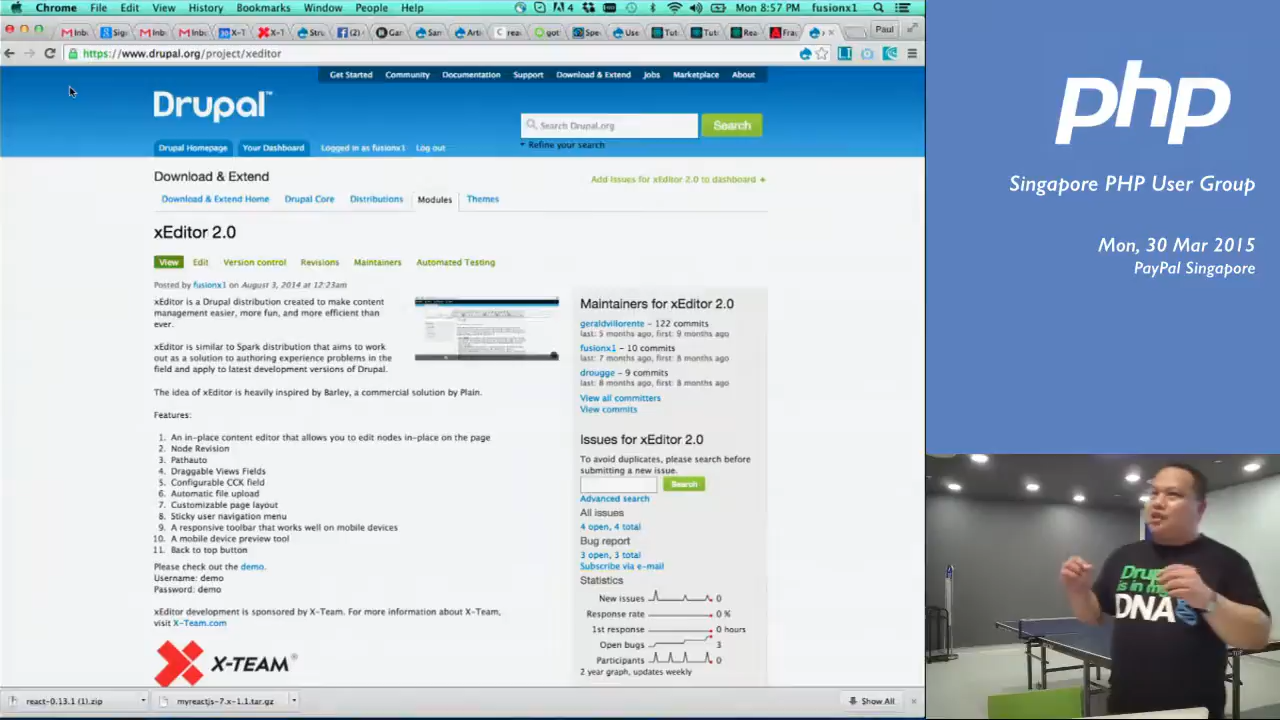 Chrome File Edit View History Bookmarks Window People Help
4
Mon 8:57 PM fusionx1
Paul
https://www.drupal.org/project/xeditor
Get Started Community Documentation Support Download & Extend Jobs Marketplace About
Drupal™
Search Drupal.org
Search
Refine your search
Drupal Homepage Your Dashboard Logged in as fusionx1 Log out
Download & Extend
Add Issues for xEditor 2.0 to dashboard
Download & Extend Home Drupal Core Distributions Modules Themes
xEditor 2.0
View Edit Version control Revisions Maintainers Automated Testing
Posted by fusionx1 on August 3, 2014 at 12:23am
xEditor is a Drupal distribution created to make content
management easier, more fun, and more efficient than
ever.
xEditor is similar to Spark distribution that aims to work
out as a solution to authoring experience problems in the
field and apply to latest development versions of Drupal.
The idea of xEditor is heavily inspired by Barley, a commercial solution by Plain.
Features:
1. An in-place content editor that allows you to edit nodes in-place on the page
2. Node Revision
3. Pathauto
4. Draggable Views Fields
5. Configurable CCK field
6. Automatic file upload
7. Customizable page layout
8. Sticky user navigation menu
9. A responsive toolbar that works well on mobile devices
10. A mobile device preview tool
11. Back to top button
Please check out the demo.
Username: demo
Password: demo
xEditor development is sponsored by X-Team. For more information about X-Team,
visit X-Team.com
X-TEAM®
Maintainers for xEditor 2.0
geraldvillorente – 122 commits
last: 5 months ago, first: 9 months ago
fusionx1 – 10 commits
last: 7 months ago, first: 8 months ago
drougge – 9 commits
last: 8 months ago, first: 8 months ago
View all committers
View commits
Issues for xEditor 2.0
To avoid duplicates, please search before
submitting a new issue.
Search
Advanced search
All issues
4 open, 4 total
Bug report
3 open, 3 total
Subscribe via e-mail
Statistics
New issues 0
Response rate 0 %
1st response 0 hours
Open bugs 3
Participants 0
2 year graph, updates weekly
react-0.13.1 (1).zip
myreactjs-7.x-1.1.tar.gz
Show All
php
Singapore PHP User Group
Mon, 30 Mar 2015
PayPal Singapore
is in my
DNA